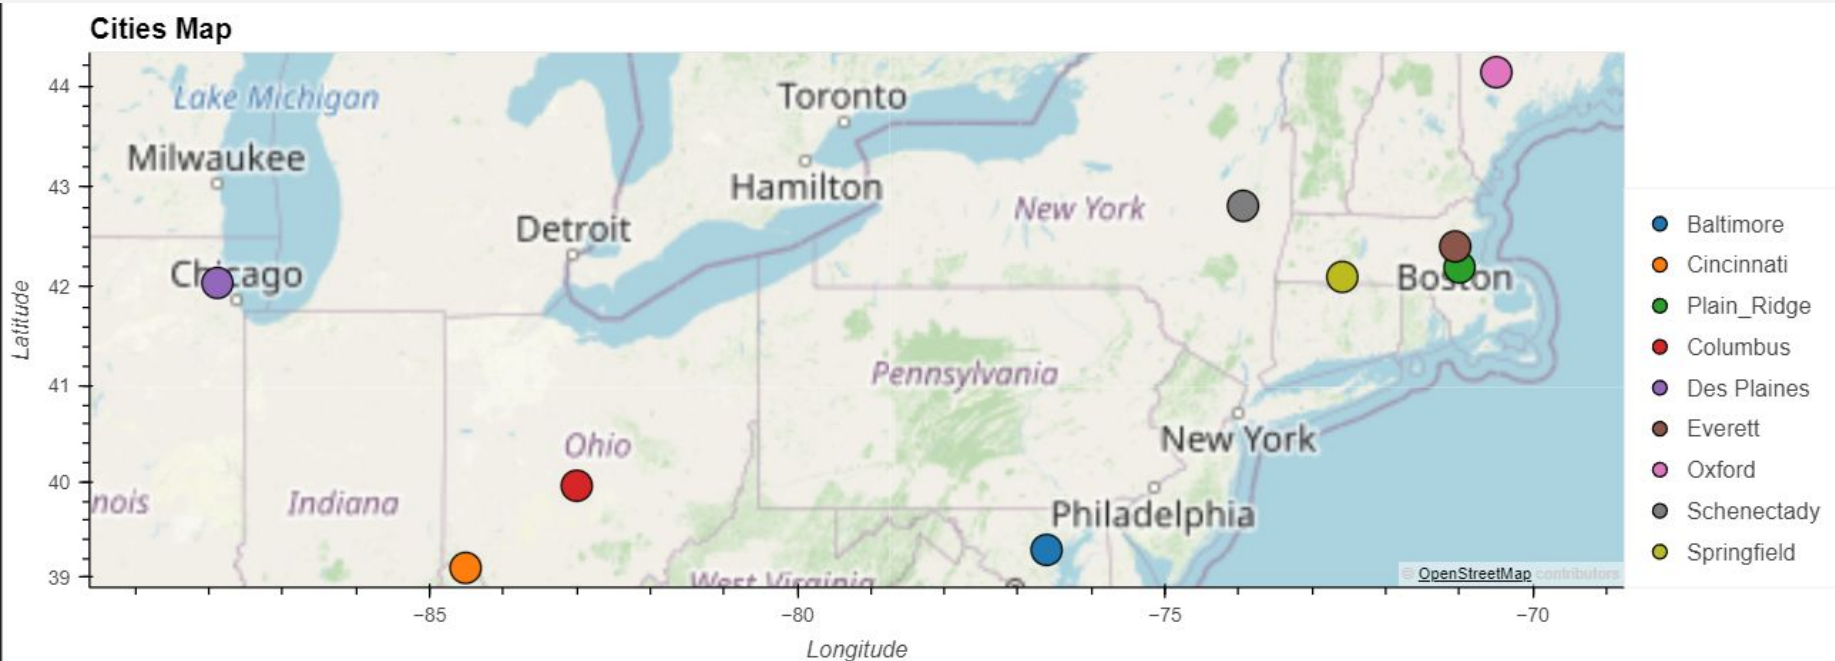 Cities Map
44
43
42
41
40
39
Latitude
Lake Michigan
Toronto
Milwaukee
Hamilton
New York
Detroit
Chicago
Boston
Pennsylvania
Ohio
New York
nois
Indiana
Philadelphia
West Virginia
© OpenStreetMap contributors
−85
−80
−75
−70
Longitude
Baltimore
Cincinnati
Plain_Ridge
Columbus
Des Plaines
Everett
Oxford
Schenectady
Springfield